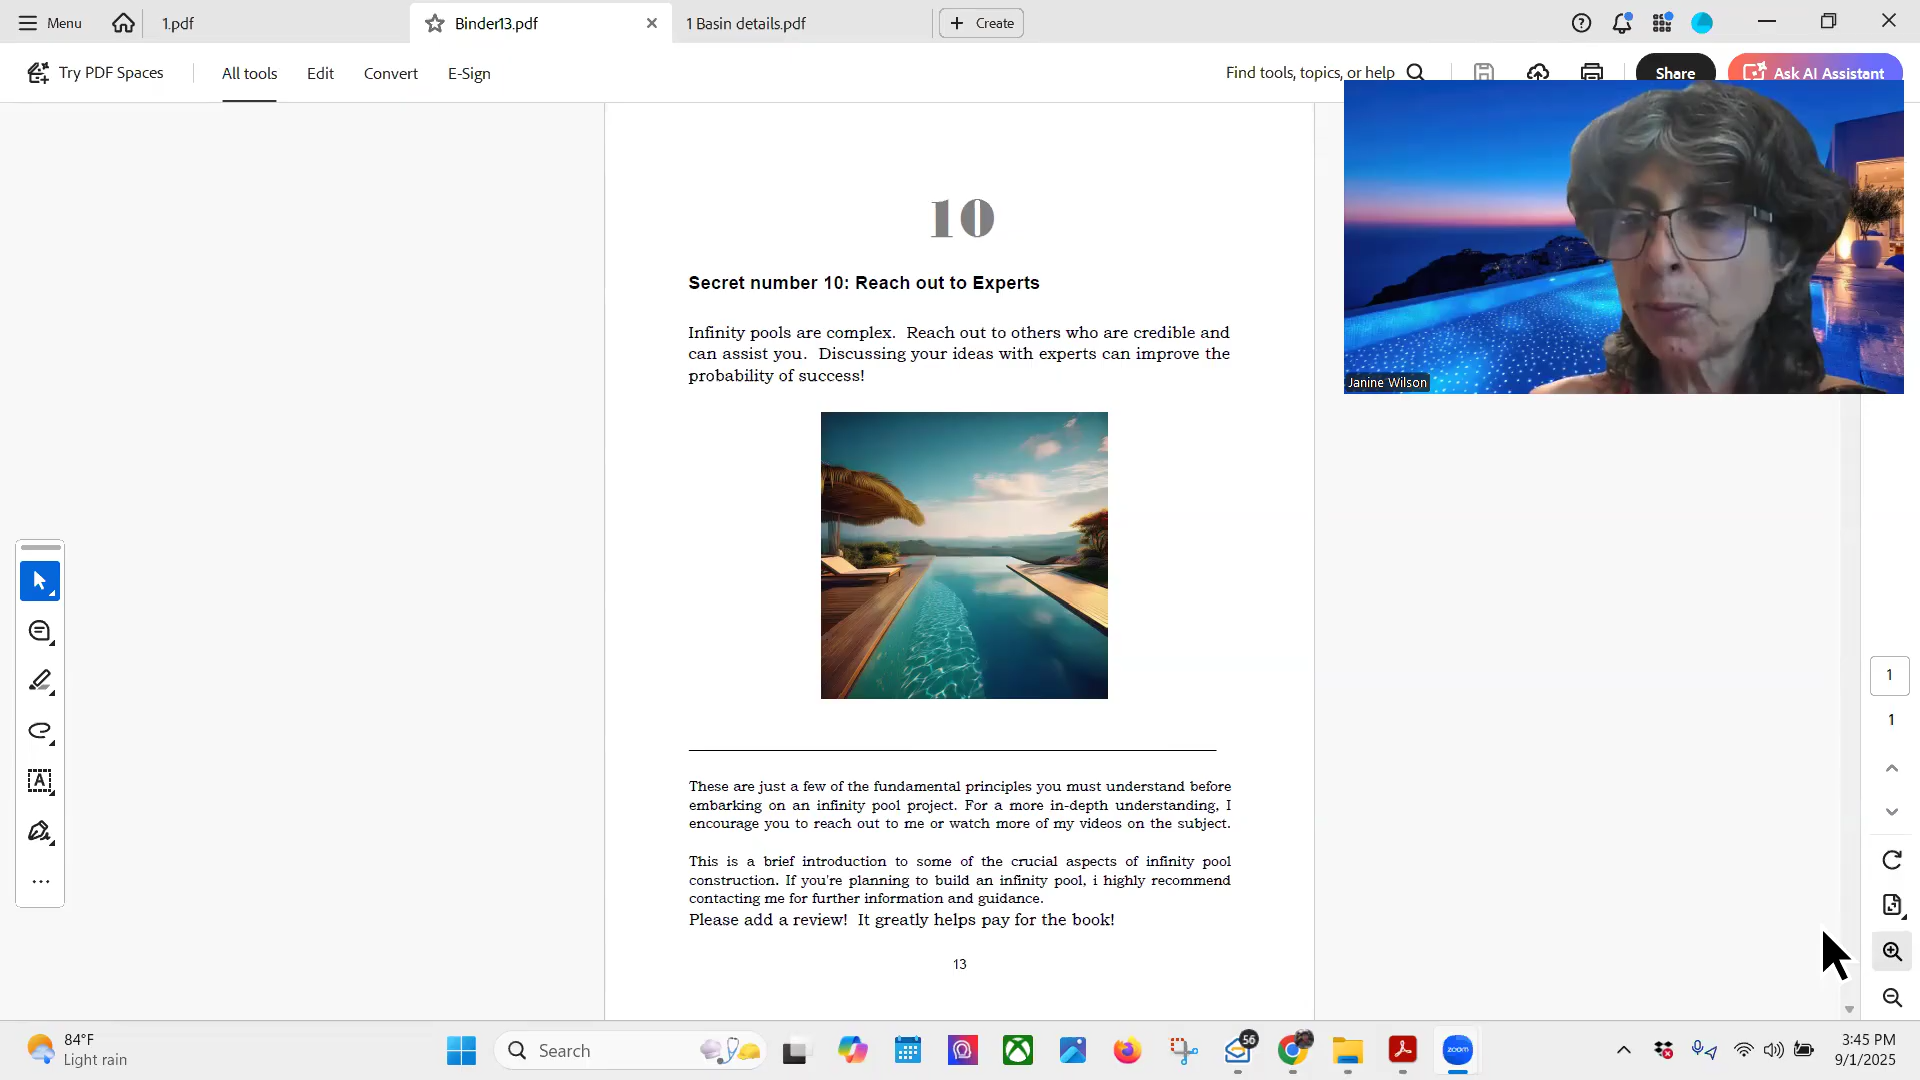 Menu
1.pdf
Binder13.pdf
1 Basin details.pdf
Create
Try PDF Spaces
All tools
Edit
Convert
E-Sign
Find tools, topics, or help
Share
Ask AI Assistant
10
Secret number 10: Reach out to Experts
Infinity pools are complex. Reach out to others who are credible and
can assist you. Discussing your ideas with experts can improve the
probability of success!
Janine Wilson
These are just a few of the fundamental principles you must understand before
embarking on an infinity pool project. For a more in-depth understanding, I
encourage you to reach out to me or watch more of my videos on the subject.
This is a brief introduction to some of the crucial aspects of infinity pool
construction. If you're planning to build an infinity pool, i highly recommend
contacting me for further information and guidance.
Please add a review! It greatly helps pay for the book!
13
1
1
84°F
Light rain
Search
56
zoom
3:45 PM
9/1/2025